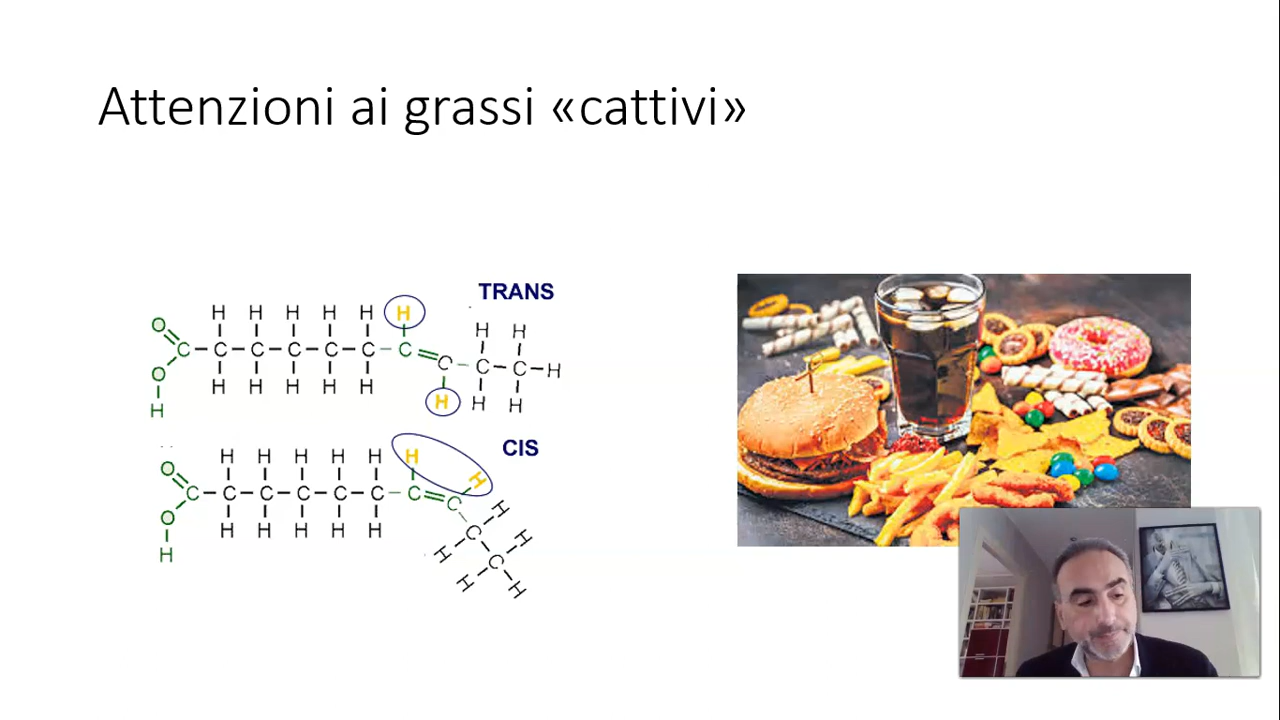 Attenzioni ai grassi «cattivi»
TRANS
H H H H H H
O H H
C C C C C C C
C C C H
O
H H H H H
H H H
H
CIS
H H H H H H
O H
C C C C C C C C
H
O
H H H H H C H
H H
C
H H